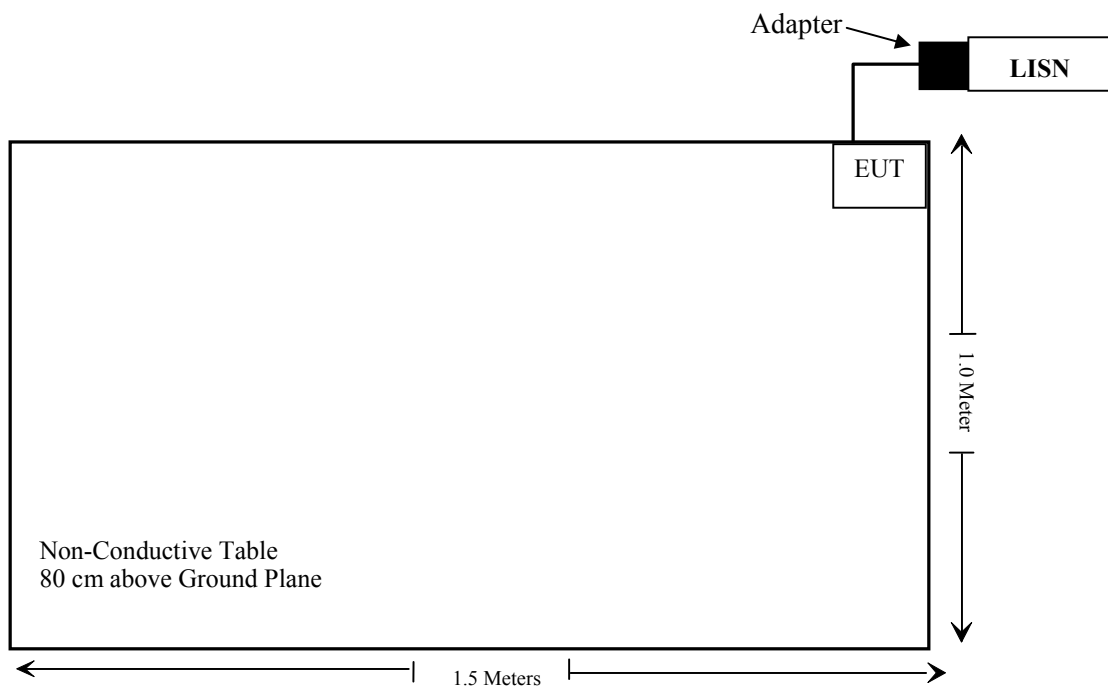 Adapter
LISN
EUT
1.0 Meter
Non-Conductive Table
80 cm above Ground Plane
1.5 Meters